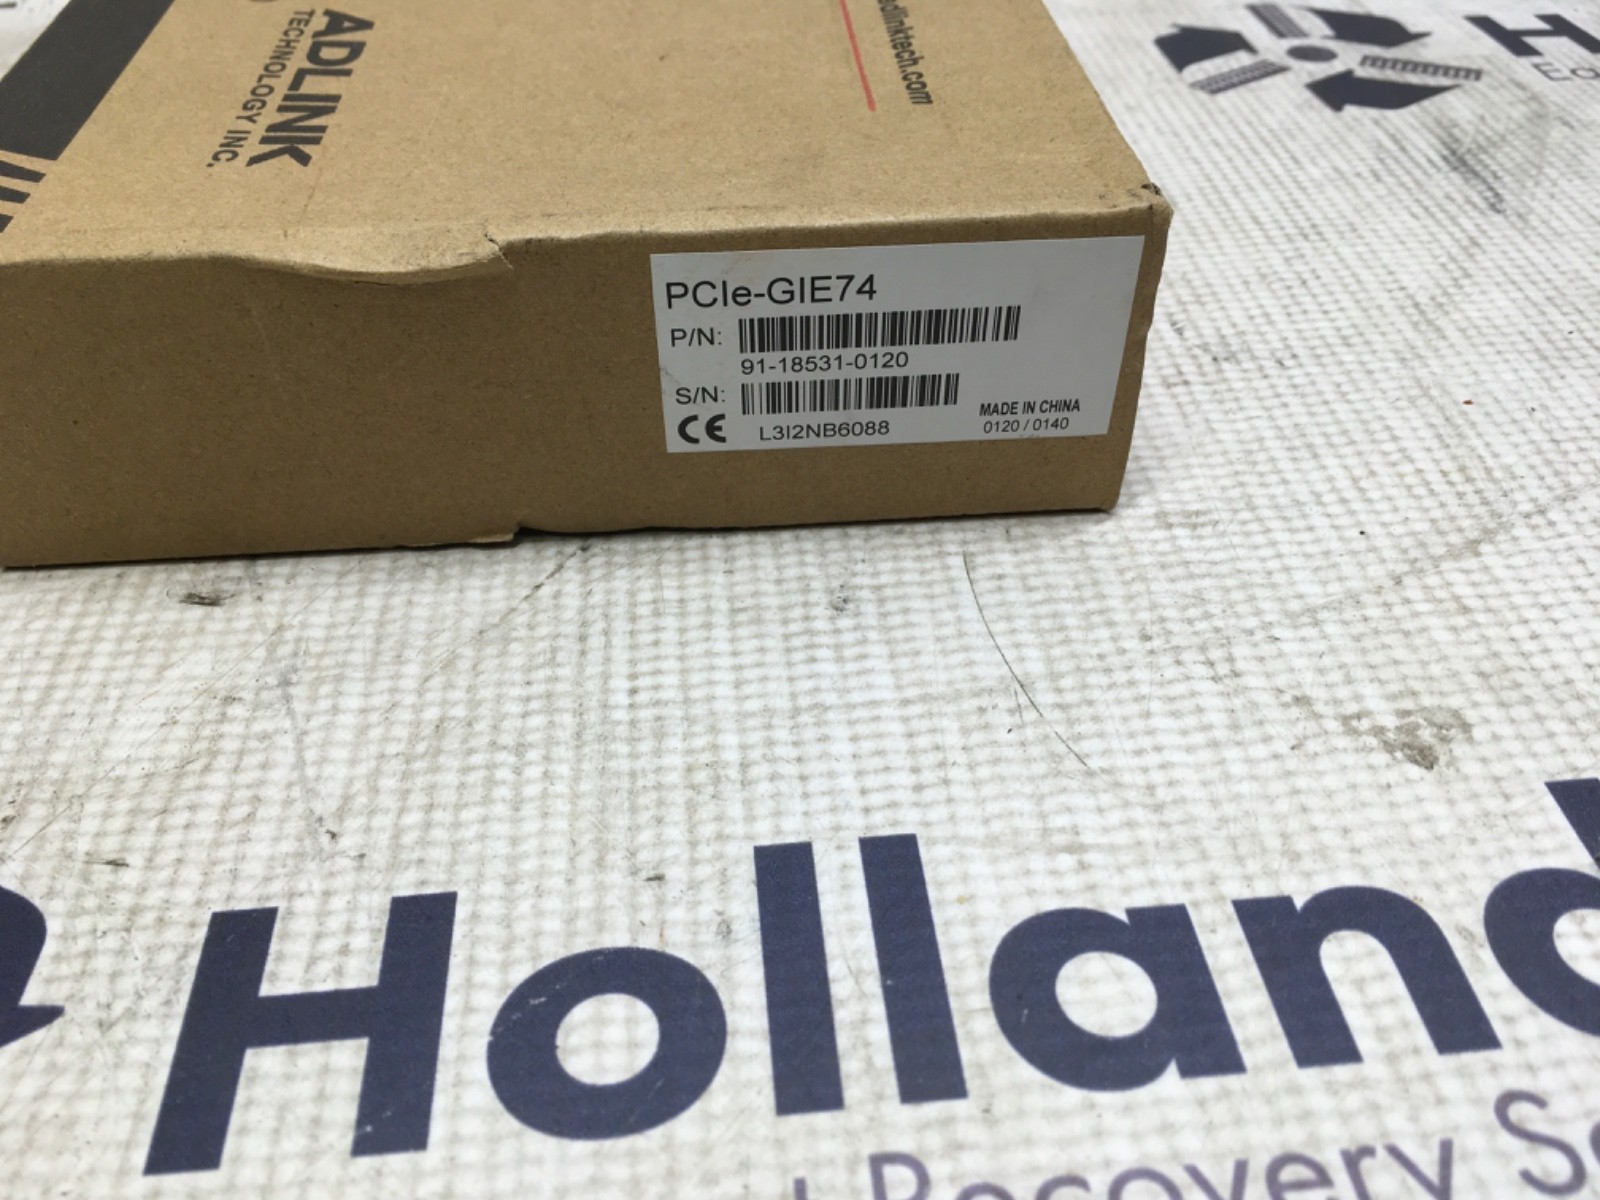 ADLINK
TECHNOLOGY INC.
adlinktech.com
PCIe-GIE74
P/N:
91-18531-0120
S/N:
L3I2NB6088
CE
MADE IN CHINA
0120 / 0140
H
Holland
Recovery